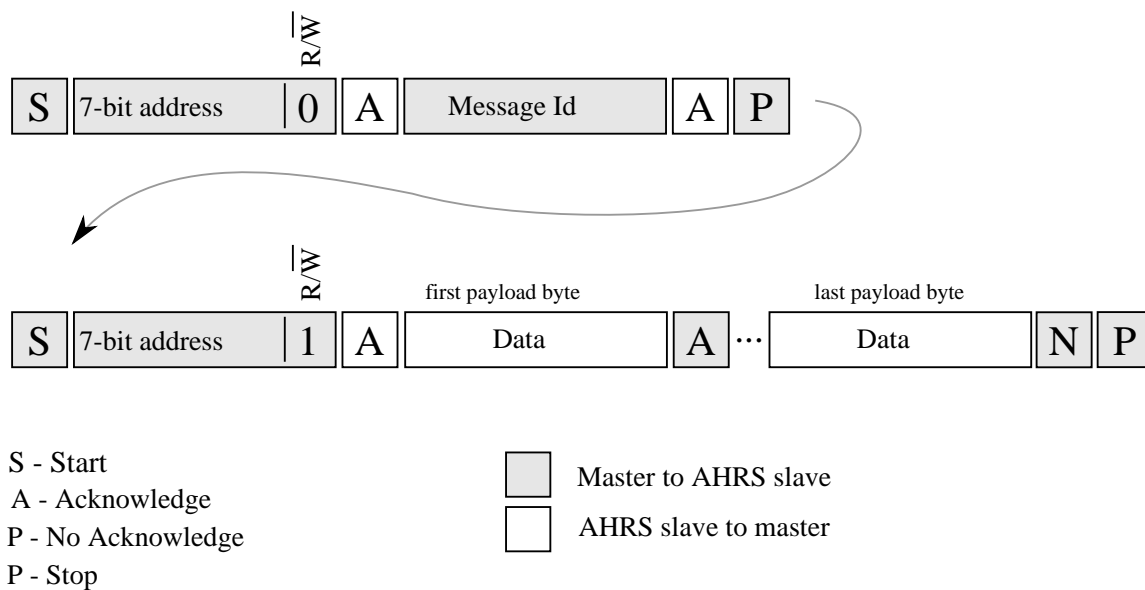 R/W
S 7-bit address 0 A Message Id A P
R/W
first payload byte last payload byte
S 7-bit address 1 A Data A ... Data N P
S - Start
A - Acknowledge
P - No Acknowledge
P - Stop
Master to AHRS slave
AHRS slave to master